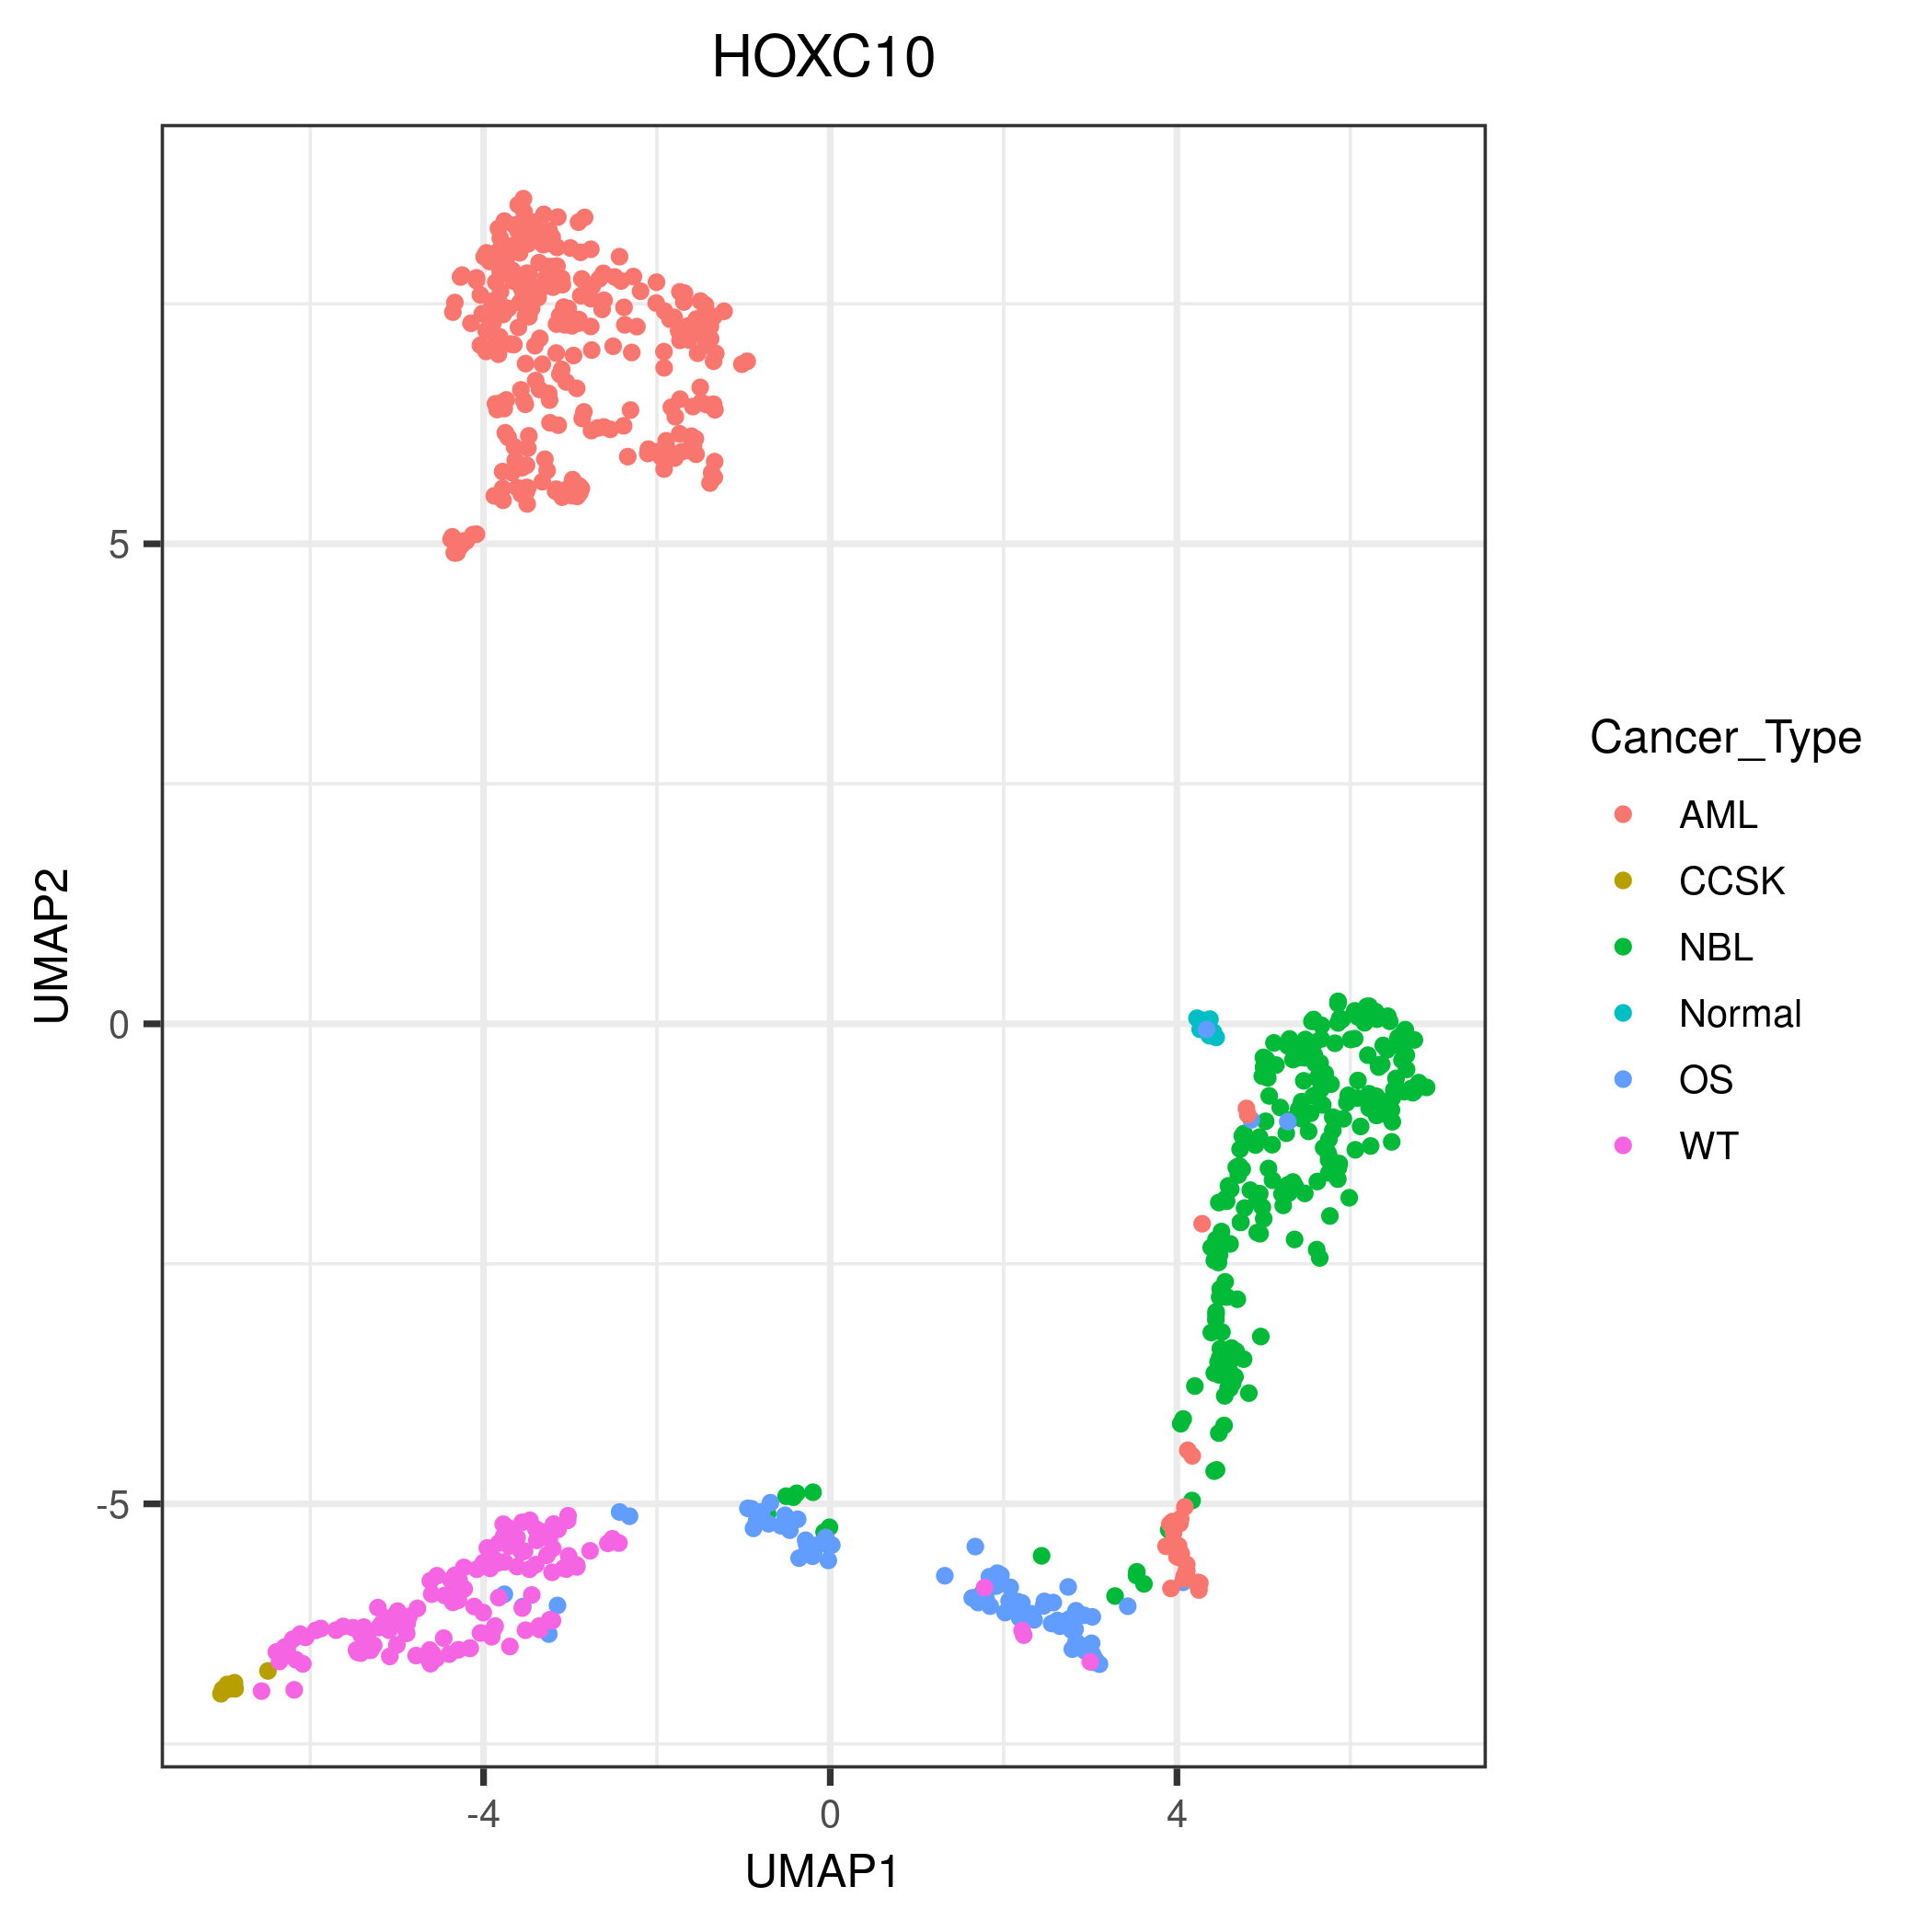 HOXC10
UMAP2
5
0
-5
-4
0
4
UMAP1
Cancer_Type
AML
CCSK
NBL
Normal
OS
WT